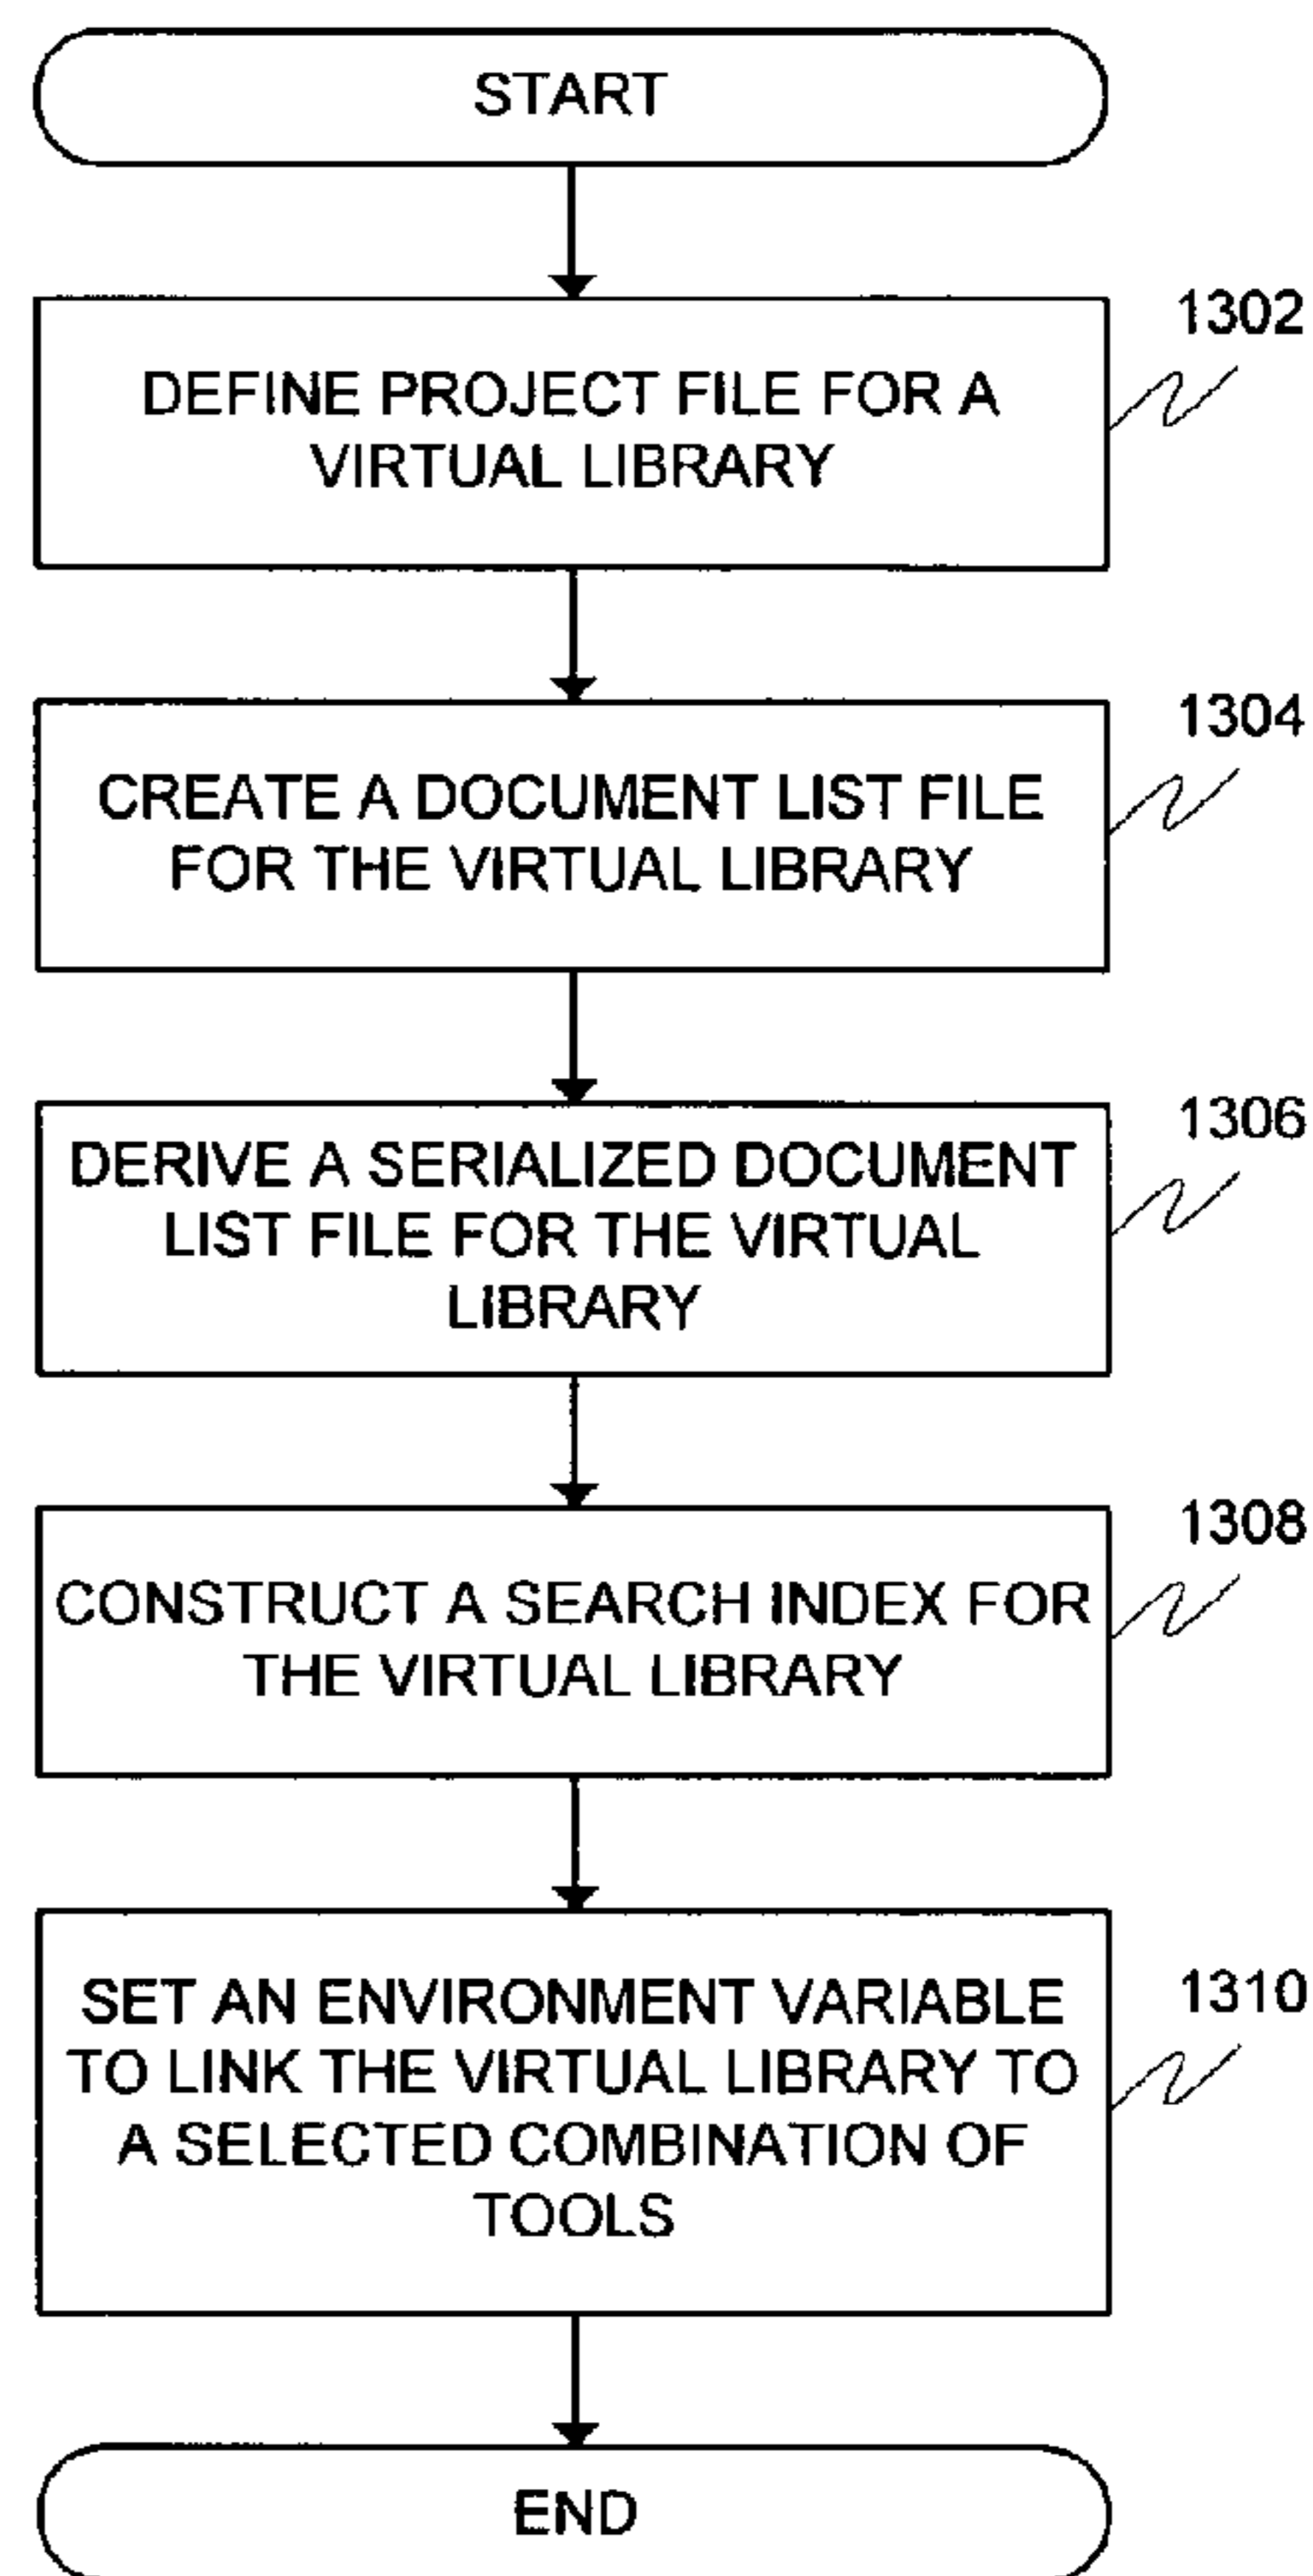 START
1302
DEFINE PROJECT FILE FOR A
VIRTUAL LIBRARY
1304
CREATE A DOCUMENT LIST FILE
FOR THE VIRTUAL LIBRARY
1306
DERIVE A SERIALIZED DOCUMENT
LIST FILE FOR THE VIRTUAL
LIBRARY
1308
CONSTRUCT A SEARCH INDEX FOR
THE VIRTUAL LIBRARY
1310
SET AN ENVIRONMENT VARIABLE
TO LINK THE VIRTUAL LIBRARY TO
A SELECTED COMBINATION OF
TOOLS
END